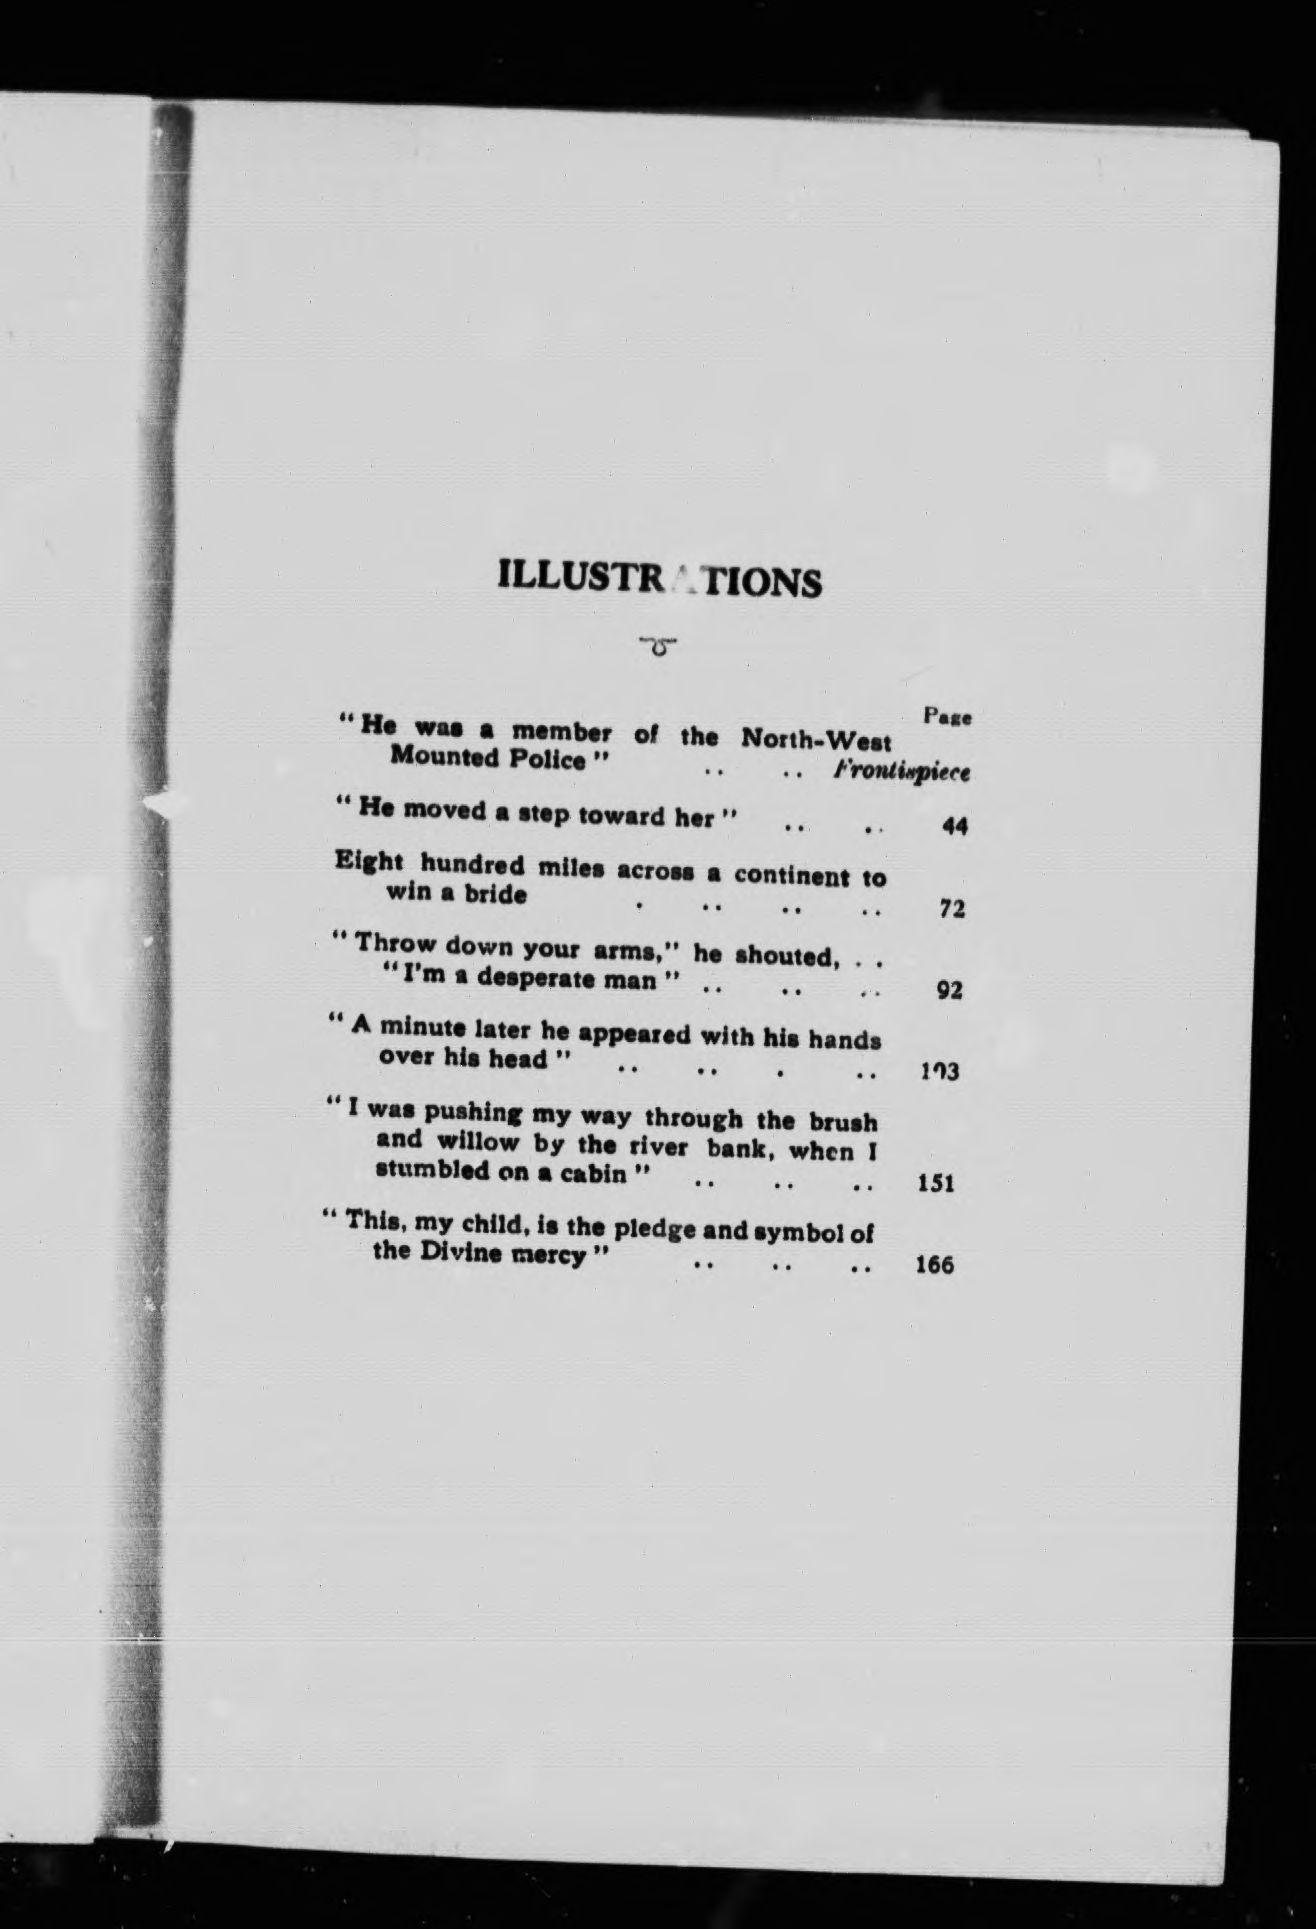 ILLUSTRATIONS
Page
" He was a member of the North-West
Mounted Police " .. .. Frontispiece
" He moved a step toward her " .. .. 44
Eight hundred miles across a continent to
win a bride . .. .. .. 72
" Throw down your arms," he shouted, . .
" I'm a desperate man " .. .. .. 92
" A minute later he appeared with his hands
over his head " .. .. . .. 103
" I was pushing my way through the brush
and willow by the river bank, when I
stumbled on a cabin " .. .. .. 151
" This, my child, is the pledge and symbol of
the Divine mercy " .. .. .. 166